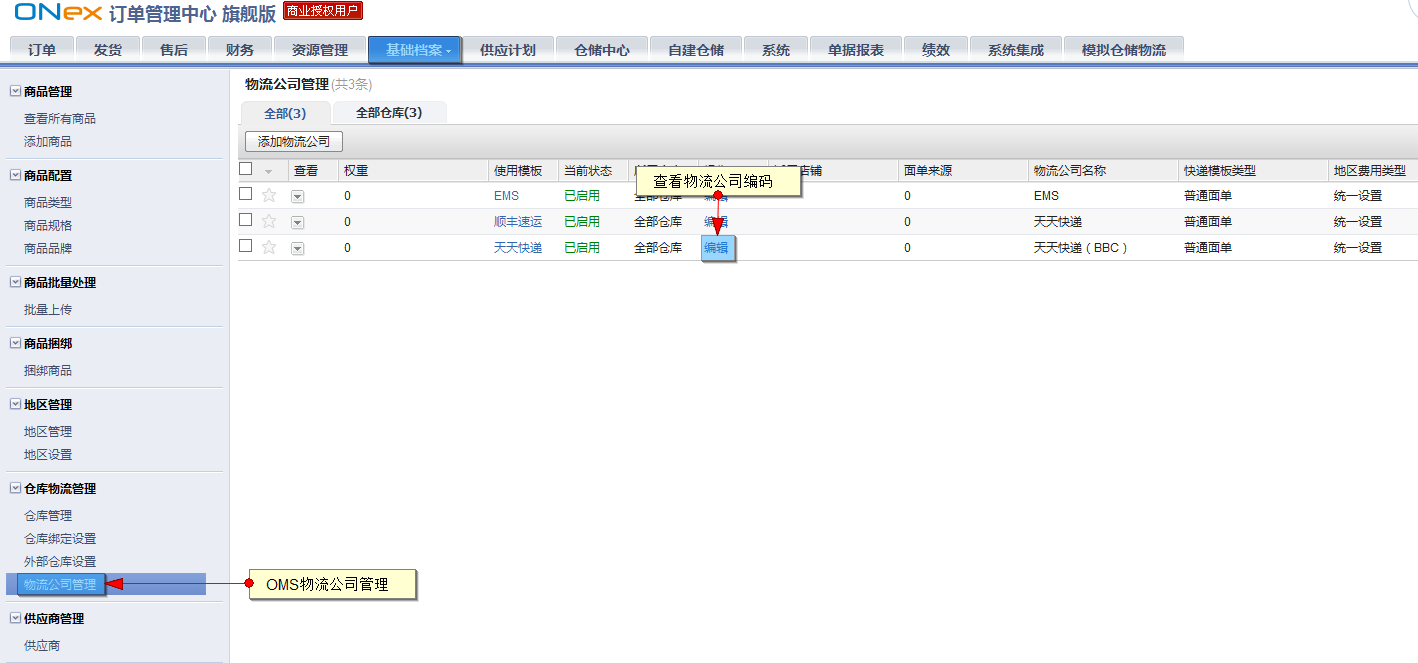 ONex 订单管理中心 旗舰版 商业授权用户
订单 发货 售后 财务 资源管理 基础档案 供应计划 仓储中心 自建仓储 系统 单据报表 绩效 系统集成 模拟仓储物流
商品管理
查看所有商品
添加商品
商品配置
商品类型
商品规格
商品品牌
商品批量处理
批量上传
商品捆绑
捆绑商品
地区管理
地区管理
地区设置
仓库物流管理
仓库管理
仓库绑定设置
外部仓库设置
物流公司管理
供应商管理
供应商
物流公司管理(共3条)
全部(3) 全部仓库(3)
添加物流公司
查看 权重 使用模板 当前状态 店铺 面单来源 物流公司名称 快递模板类型 地区费用类型
查看物流公司编码
0 EMS 已启用 全部仓库 编辑 0 EMS 普通面单 统一设置
0 顺丰速运 已启用 全部仓库 编辑 0 天天快递 普通面单 统一设置
0 天天快递 已启用 全部仓库 编辑 0 天天快递（BBC） 普通面单 统一设置
OMS物流公司管理